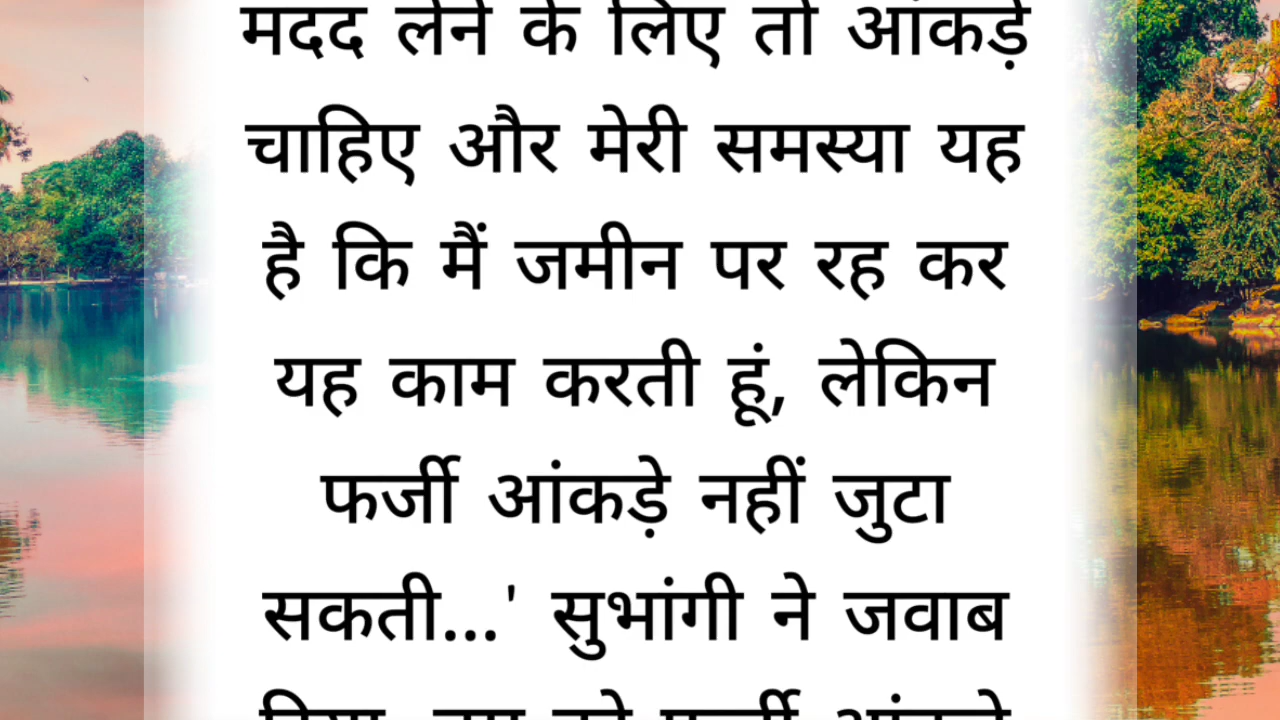 मदद लेने के लिए तो आंकड़े
चाहिए और मेरी समस्या यह
है कि मैं जमीन पर रह कर
यह काम करती हूं, लेकिन
फर्जी आंकड़े नहीं जुटा
सकती...' सुभांगी ने जवाब